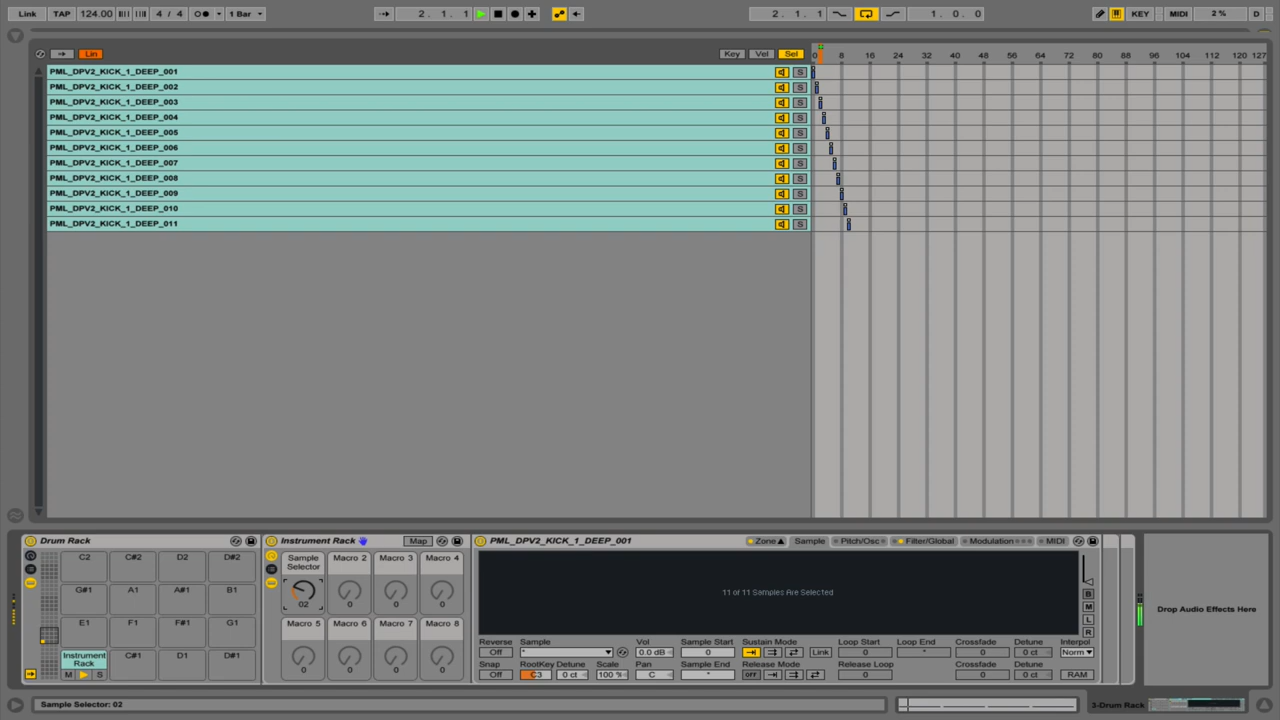 Link TAP 124.00 4 / 4 1 Bar 2. 1. 1 2. 1. 1 1. 0. 0 KEY MIDI 2 % D
Lin Key Vel Sel 0 8 16 24 32 40 48 56 64 72 80 88 96 104 112 120 127
PML_DPV2_KICK_1_DEEP_001 S
PML_DPV2_KICK_1_DEEP_002 S
PML_DPV2_KICK_1_DEEP_003 S
PML_DPV2_KICK_1_DEEP_004 S
PML_DPV2_KICK_1_DEEP_005 S
PML_DPV2_KICK_1_DEEP_006 S
PML_DPV2_KICK_1_DEEP_007 S
PML_DPV2_KICK_1_DEEP_008 S
PML_DPV2_KICK_1_DEEP_009 S
PML_DPV2_KICK_1_DEEP_010 S
PML_DPV2_KICK_1_DEEP_011 S
Drum Rack
C2 C#2 D2 D#2
G#1 A1 A#1 B1
E1 F1 F#1 G1
Instrument Rack C#1 D1 D#1
M S
Instrument Rack Map
Sample Selector Macro 2 Macro 3 Macro 4
02 0 0 0
Macro 5 Macro 6 Macro 7 Macro 8
0 0 0 0
PML_DPV2_KICK_1_DEEP_001 Zone Sample Pitch/Osc Filter/Global Modulation MIDI
11 of 11 Samples Are Selected
B
M
L
R
Reverse Sample Vol Sample Start Sustain Mode Loop Start Loop End Crossfade Detune Interpol
Off * 0.0 dB 0 Link 0 * 0 0 ct Norm
Snap RootKey Detune Scale Pan Sample End Release Mode Release Loop Crossfade Detune
Off C3 0 ct 100 % C * OFF 0 0 0 ct RAM
Drop Audio Effects Here
Sample Selector: 02 3-Drum Rack